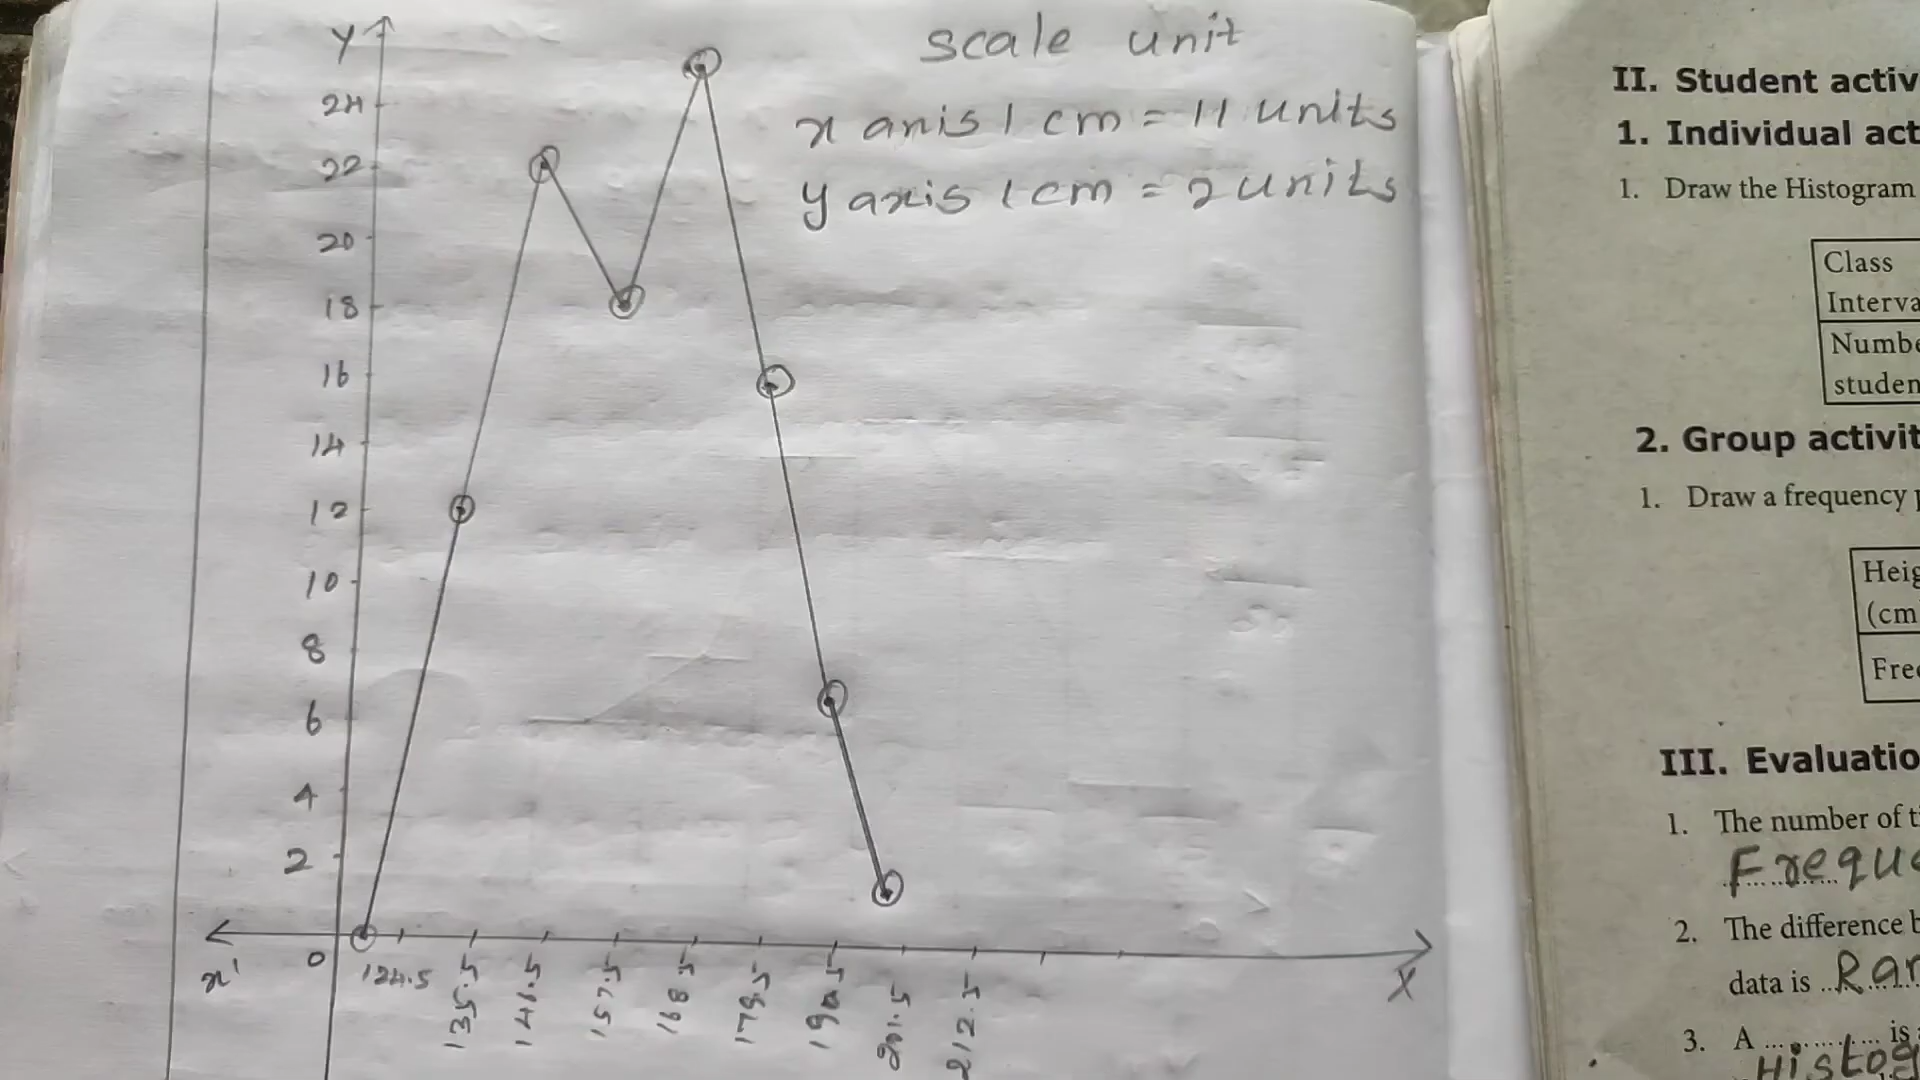 scale unit
x axis 1 cm = 11 units
y axis 1 cm = 2 units
Y
24
22
20
18
16
14
12
10
8
6
4
2
0
x'
X
124.5
135.5
146.5
157.5
168.5
179.5
190.5
201.5
212.5
II. Student activ
1. Individual act
1. Draw the Histogram
Class
Interva
Numbe
studen
2. Group activit
1. Draw a frequency p
Heig
(cm
Fre
III. Evaluatio
1. The number of ti
Freque
2. The difference b
data is ..Ran
3. A ............ is a
Histog